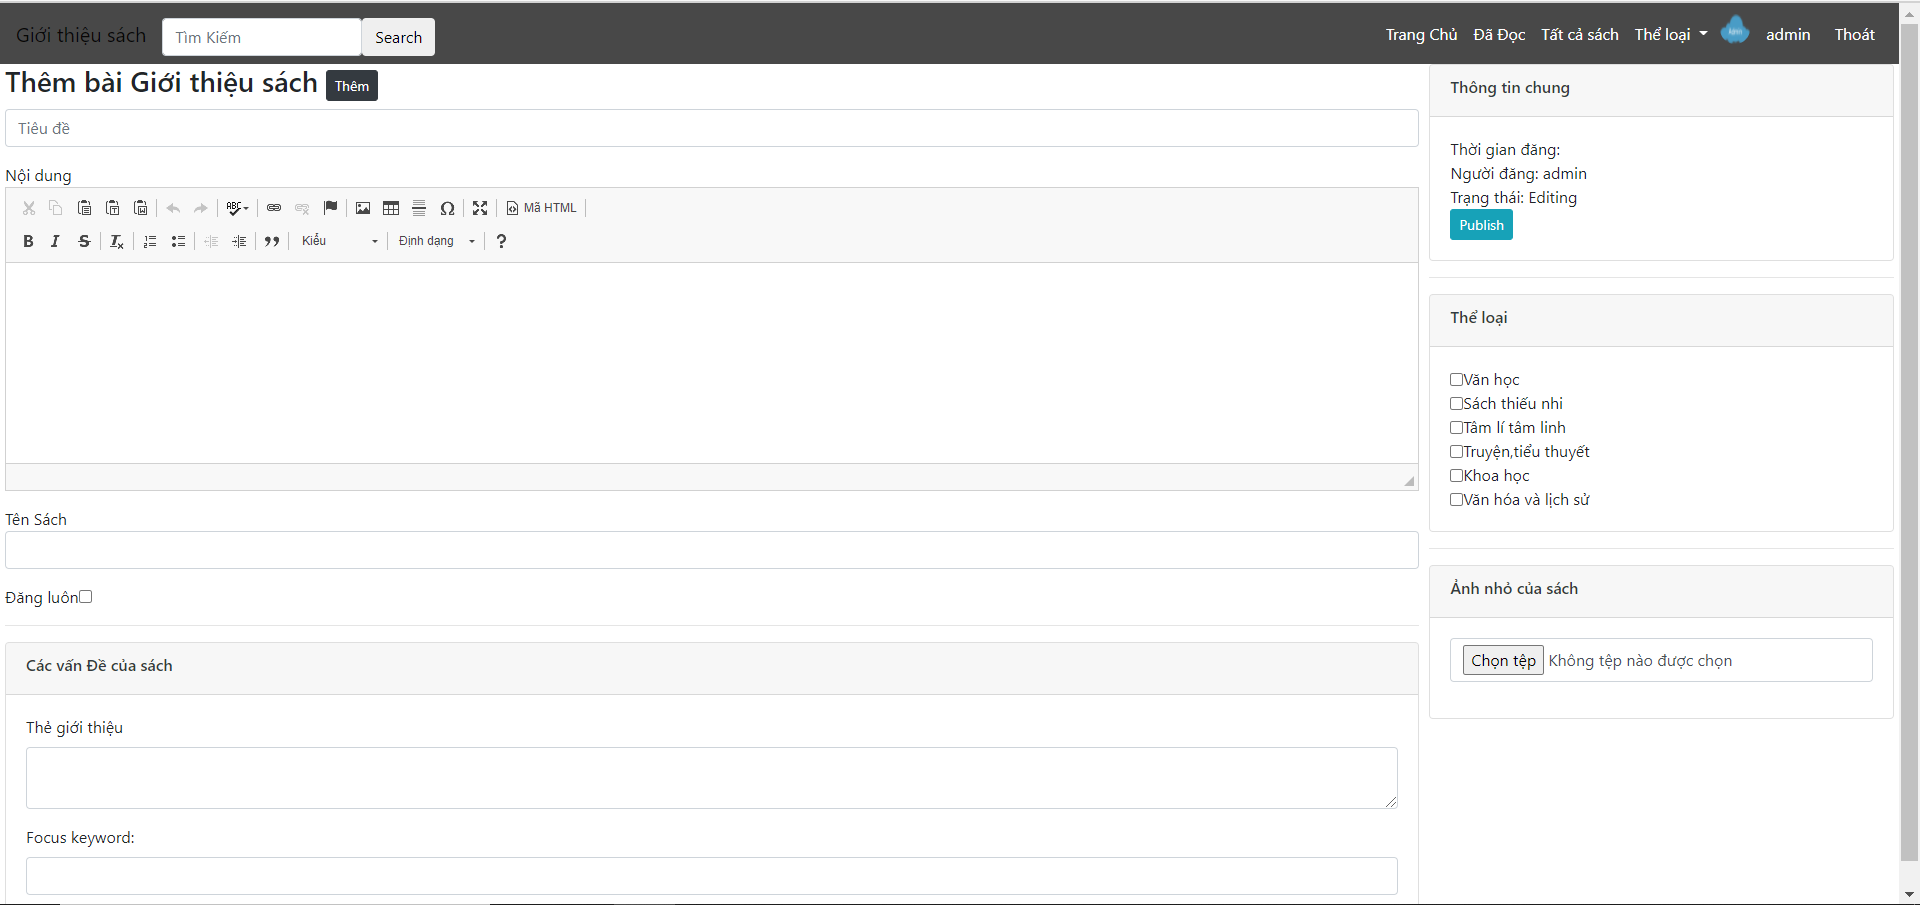 Giới thiệu sách Tìm Kiếm Search Trang Chủ Đã Đọc Tất cả sách Thể loại admin Thoát
Thêm bài Giới thiệu sách Thêm
Tiêu đề
Nội dung
Mã HTML
Kiểu Định dạng
Tên Sách
Đăng luôn
Các vấn Đề của sách
Thẻ giới thiệu
Focus keyword:
Thông tin chung
Thời gian đăng:
Người đăng: admin
Trạng thái: Editing
Publish
Thể loại
Văn học
Sách thiếu nhi
Tâm lí tâm linh
Truyện,tiểu thuyết
Khoa học
Văn hóa và lịch sử
Ảnh nhỏ của sách
Chọn tệp Không tệp nào được chọn